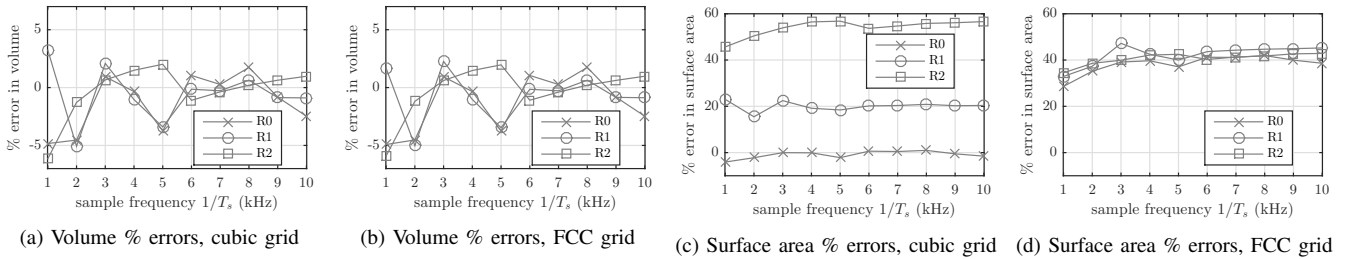 % error in volume
5
0
-5
R0
R1
R2
1 2 3 4 5 6 7 8 9 10
sample frequency 1/Tₛ (kHz)
(a) Volume % errors, cubic grid
% error in volume
5
0
-5
R0
R1
R2
1 2 3 4 5 6 7 8 9 10
sample frequency 1/Tₛ (kHz)
(b) Volume % errors, FCC grid
% error in surface area
60
40
20
0
R0
R1
R2
1 2 3 4 5 6 7 8 9 10
sample frequency 1/Tₛ (kHz)
(c) Surface area % errors, cubic grid
% error in surface area
60
40
20
0
R0
R1
R2
1 2 3 4 5 6 7 8 9 10
sample frequency 1/Tₛ (kHz)
(d) Surface area % errors, FCC grid